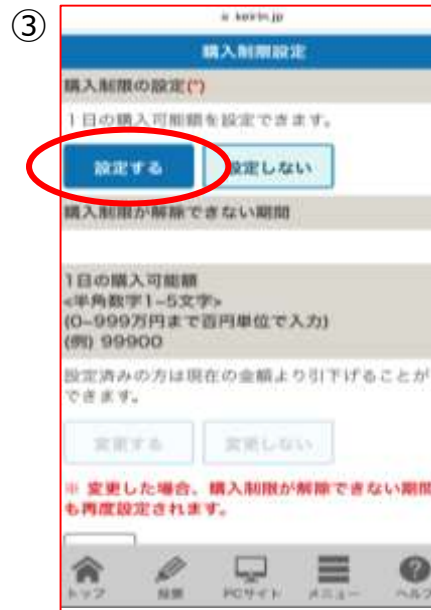 ③
keirin.jp
購入制限設定
購入制限の設定(*)
1日の購入可能額を設定できます。
設定する
設定しない
購入制限が解除できない期間
1日の購入可能額
<半角数字1-5文字>
(0-999万円まで百円単位で入力)
(例) 99900
設定済みの方は現在の金額より引下げることが
できます。
変更する
変更しない
※ 変更した場合、購入制限が解除できない期間
も再度設定されます。
トップ
投票
PCサイト
メニュー
ヘルプ